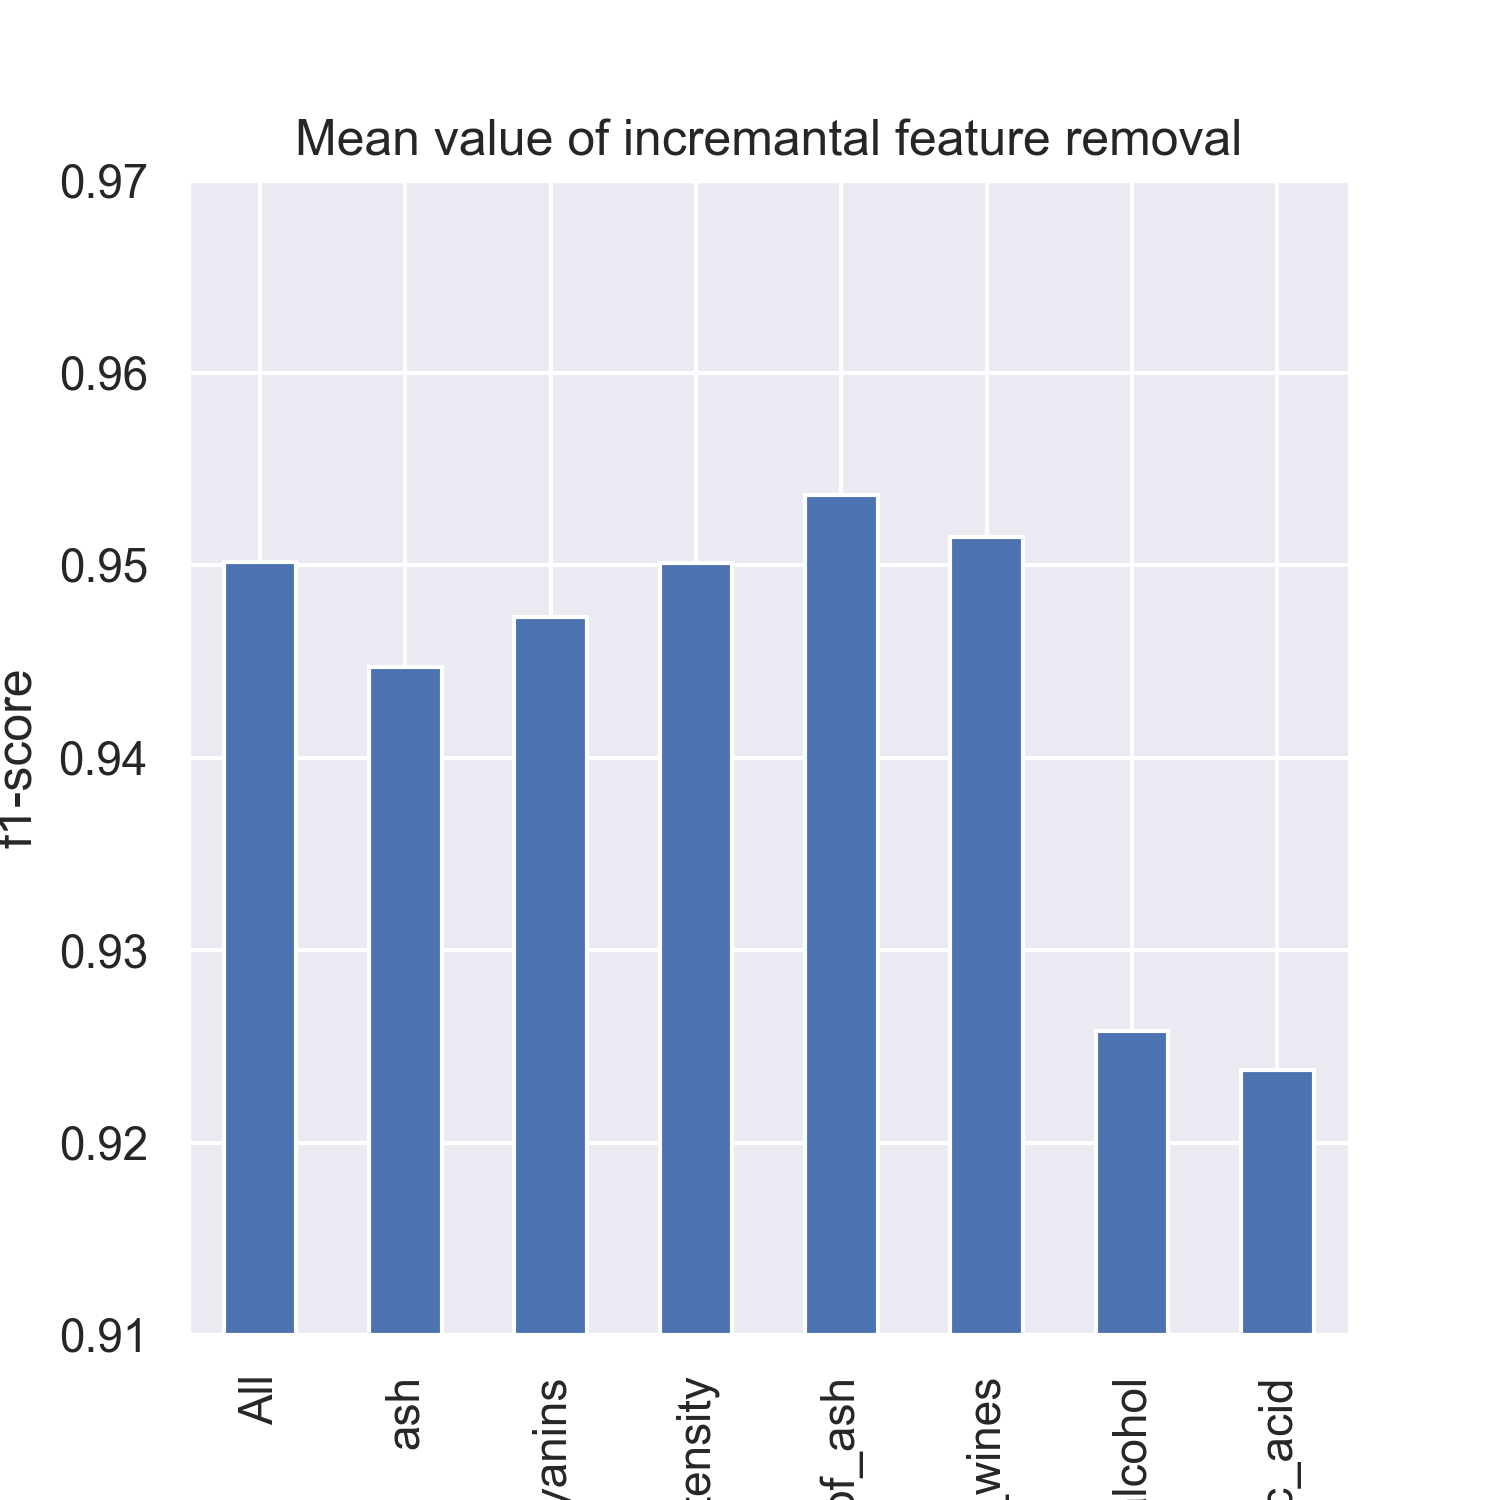 Mean value of incremantal feature removal
0.97
0.96
0.95
0.94
0.93
0.92
0.91
f1-score
All
ash
yanins
tensity
of_ash
_wines
lcohol
c_acid